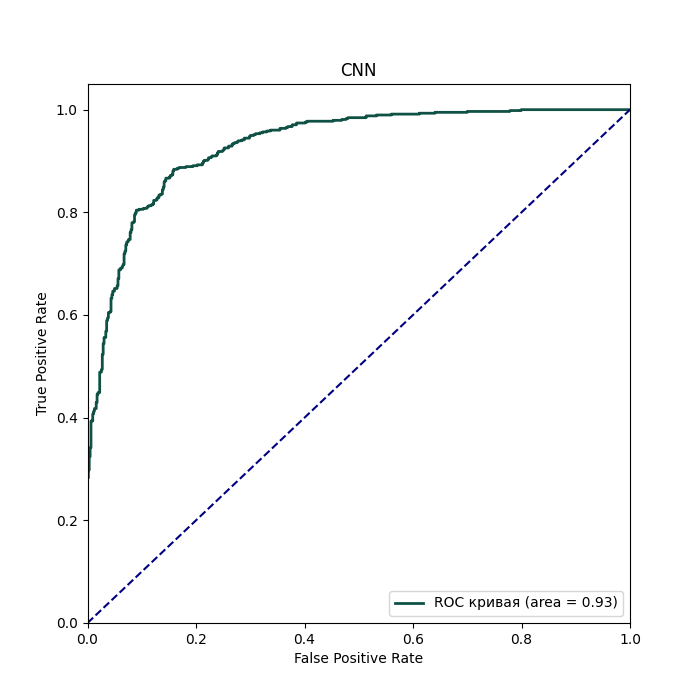 CNN
1.0
0.8
0.6
0.4
0.2
0.0
True Positive Rate
ROC кривая (area = 0.93)
0.0 0.2 0.4 0.6 0.8 1.0
False Positive Rate